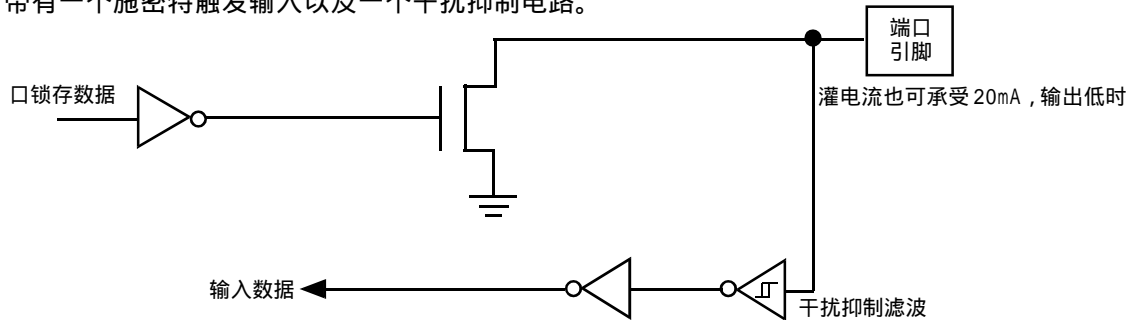 带有一个施密特触发输入以及一个干扰抑制电路。
端口
引脚
口锁存数据
灌电流也可承受20mA，输出低时
输入数据
干扰抑制滤波